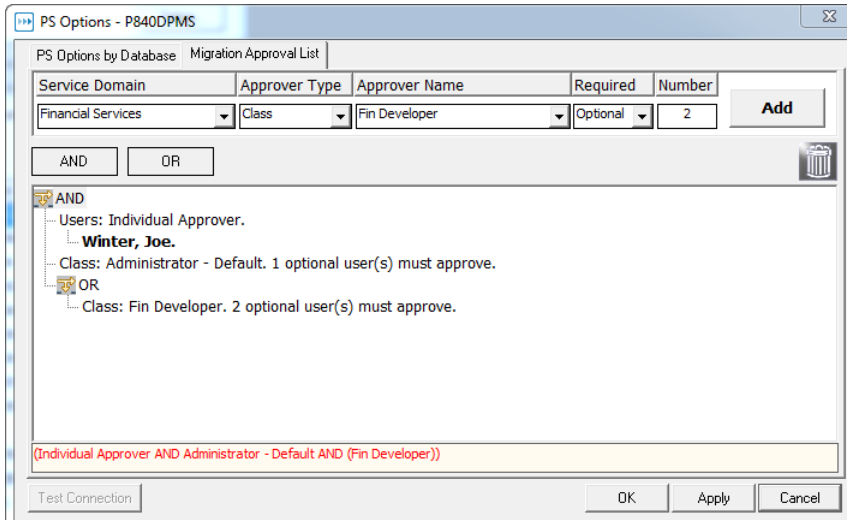 PS Options - P840DPMS
PS Options by Database Migration Approval List
Service Domain Approver Type Approver Name Required Number
Financial Services Class Fin Developer Optional 2 Add
AND OR
AND
Users: Individual Approver.
Winter, Joe.
Class: Administrator - Default. 1 optional user(s) must approve.
OR
Class: Fin Developer. 2 optional user(s) must approve.
(Individual Approver AND Administrator - Default AND (Fin Developer))
Test Connection OK Apply Cancel